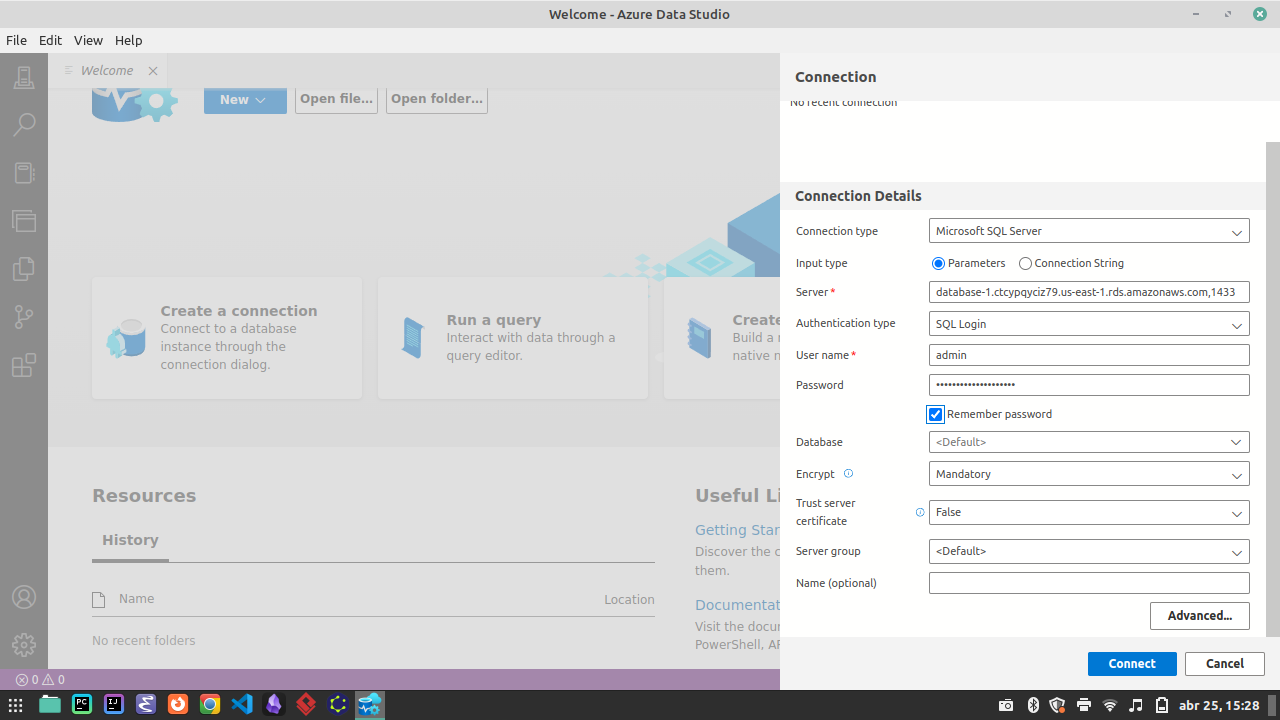 Welcome - Azure Data Studio
File Edit View Help
Welcome
New
Open file...
Open folder...
Create a connection
Connect to a database
instance through the
connection dialog.
Run a query
Interact with data through a
query editor.
Create
Build a
native
Resources
History
Name Location
No recent folders
Useful
Getting
Discover the
them.
Visit the
PowerShell,
0 0
Connection
No recent connection
Connection Details
Connection type Microsoft SQL Server
Input type Parameters Connection String
Server* database-1.ctcypqyciz79.us-east-1.rds.amazonaws.com,1433
Authentication type SQL Login
User name* admin
Password ••••••••••••••••••••
Remember password
Database <Default>
Encrypt Mandatory
Trust server
certificate False
Server group <Default>
Name (optional)
Advanced...
Connect Cancel
PC
IJ
abr 25, 15:28